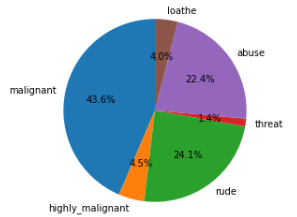 loathe
abuse
4.0%
malignant
22.4%
43.6%
1.4%
threat
24.1%
4.5%
rude
highly_malignant